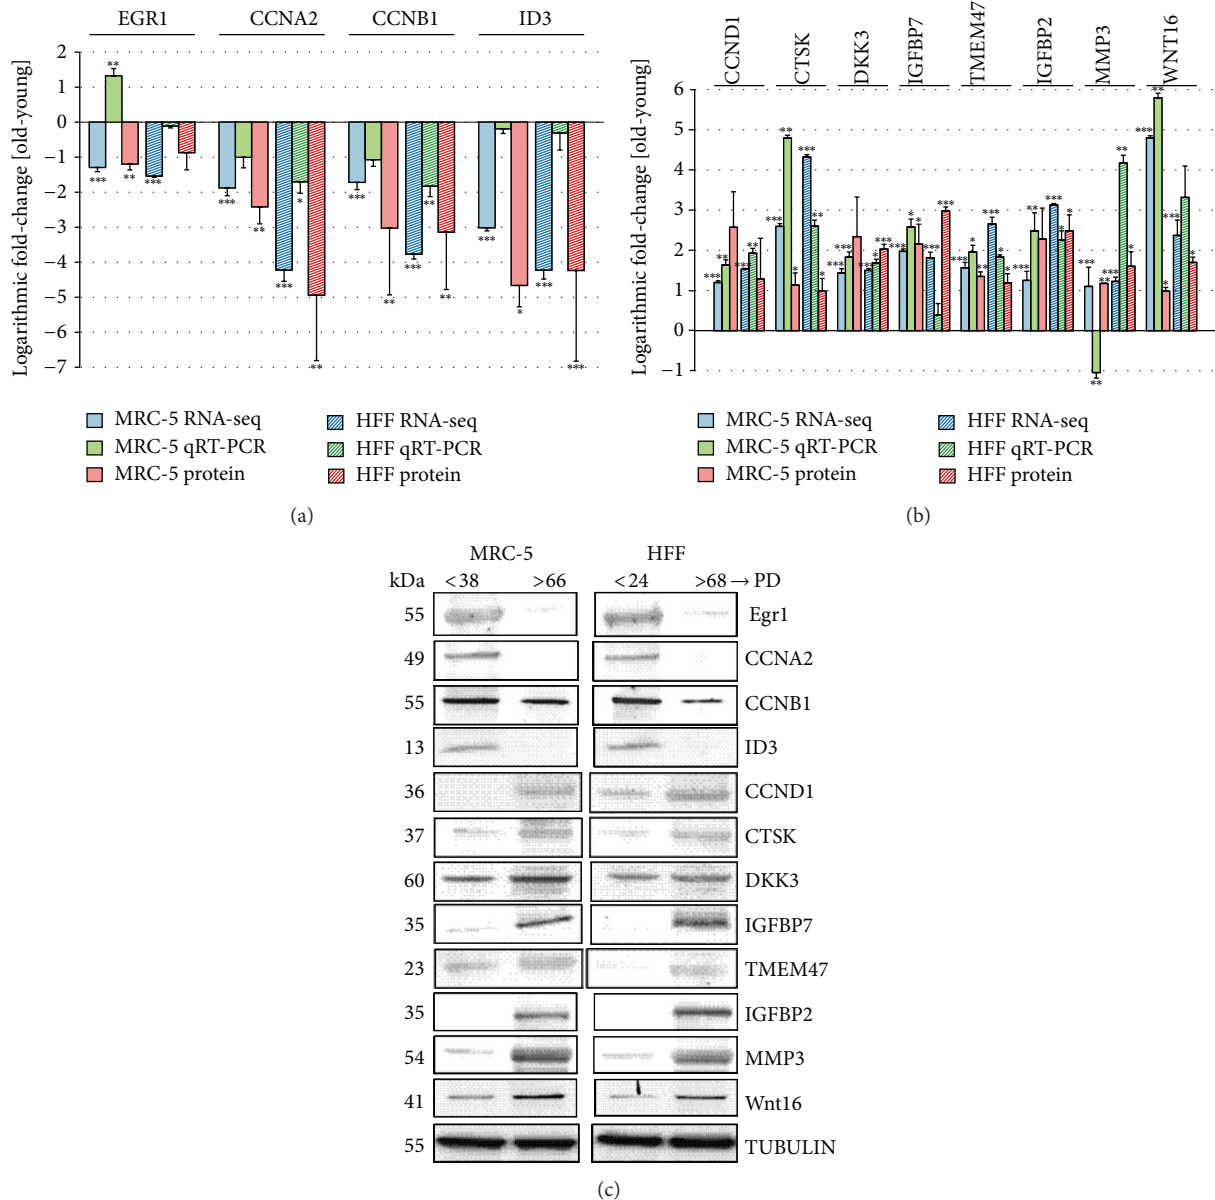 EGR1 CCNA2 CCNB1 ID3
Logarithmic fold-change [old-young]
2
1
0
−1
−2
−3
−4
−5
−6
−7
** *** ** *** *** ** *** * ** *** ** *** ** *** * *** ***
MRC-5 RNA-seq
MRC-5 qRT-PCR
MRC-5 protein
HFF RNA-seq
HFF qRT-PCR
HFF protein
(a)
CCND1 CTSK DKK3 IGFBP7 TMEM47 IGFBP2 MMP3 WNT16
Logarithmic fold-change [old-young]
6
5
4
3
2
1
0
−1
MRC-5 RNA-seq
MRC-5 qRT-PCR
MRC-5 protein
HFF RNA-seq
HFF qRT-PCR
HFF protein
(b)
MRC-5 HFF
kDa <38 >66 <24 >68 → PD
55 Egr1
49 CCNA2
55 CCNB1
13 ID3
36 CCND1
37 CTSK
60 DKK3
35 IGFBP7
23 TMEM47
35 IGFBP2
54 MMP3
41 Wnt16
55 TUBULIN
(c)